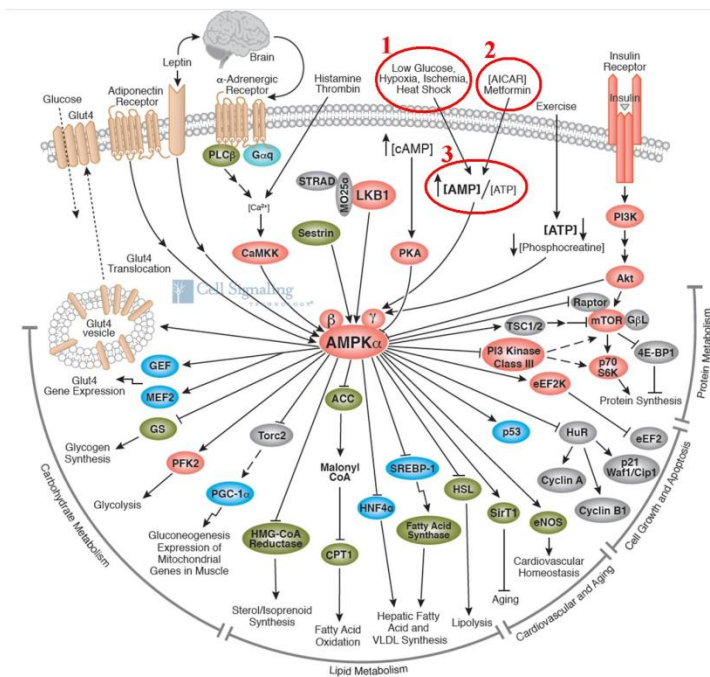 1
2
3
Leptin
Brain
Adiponectin
Receptor
α-Adrenergic
Receptor
Histamine
Thrombin
Low Glucose,
Hypoxia, Ischemia,
Heat Shock
[AICAR]
Metformin
Exercise
Insulin
Receptor
Insulin
Glucose
Glut4
PLCβ
Gαq
[Ca²⁺]
CaMKK
STRAD
MO25α
LKB1
Sestrin
[cAMP]
PKA
[AMP]/[ATP]
[ATP]
[Phosphocreatine]
PI3K
Akt
Glut4
Translocation
Cell Signaling
TECHNOLOGY®
Glut4
vesicle
β
γ
AMPKα
Raptor
TSC1/2
mTOR
GβL
PI3 Kinase
Class III
p70
S6K
4E-BP1
eEF2K
Protein Synthesis
eEF2
GEF
MEF2
Glut4
Gene Expression
GS
Glycogen
Synthesis
PFK2
Glycolysis
Torc2
PGC-1α
Gluconeogenesis
Expression of
Mitochondrial
Genes in Muscle
HMG-CoA
Reductase
Sterol/Isoprenoid
Synthesis
ACC
Malonyl
CoA
CPT1
Fatty Acid
Oxidation
HNF4α
SREBP-1
Fatty Acid
Synthase
Hepatic Fatty
Acid and
VLDL Synthesis
HSL
Lipolysis
SirT1
Aging
eNOS
Cardiovascular
Homeostasis
p53
HuR
Cyclin A
Cyclin B1
p21
Waf1/Cip1
Carbohydrate Metabolism
Lipid Metabolism
Cardiovascular and Aging
Cell Growth and Apoptosis
Protein Metabolism